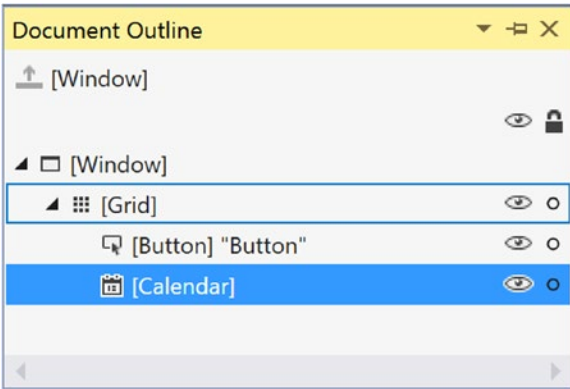 Document Outline
[Window]
[Window]
[Grid]
[Button] "Button"
[Calendar]